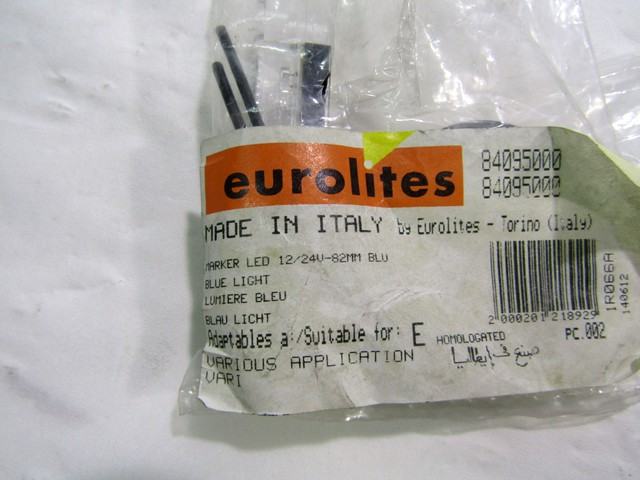 eurolites
84095000
84095000
MADE IN ITALY by Eurolites - Torino (Italy)
MARKER LED 12/24V-82MM BLU
BLUE LIGHT
LUMIERE BLEU
BLAU LICHT
Adaptables a:/Suitable for: E HOMOLOGATED
VARIOUS APPLICATION
VARI
صنع في إيطاليا
2 000201 218929
PC.002
IR066A
140612